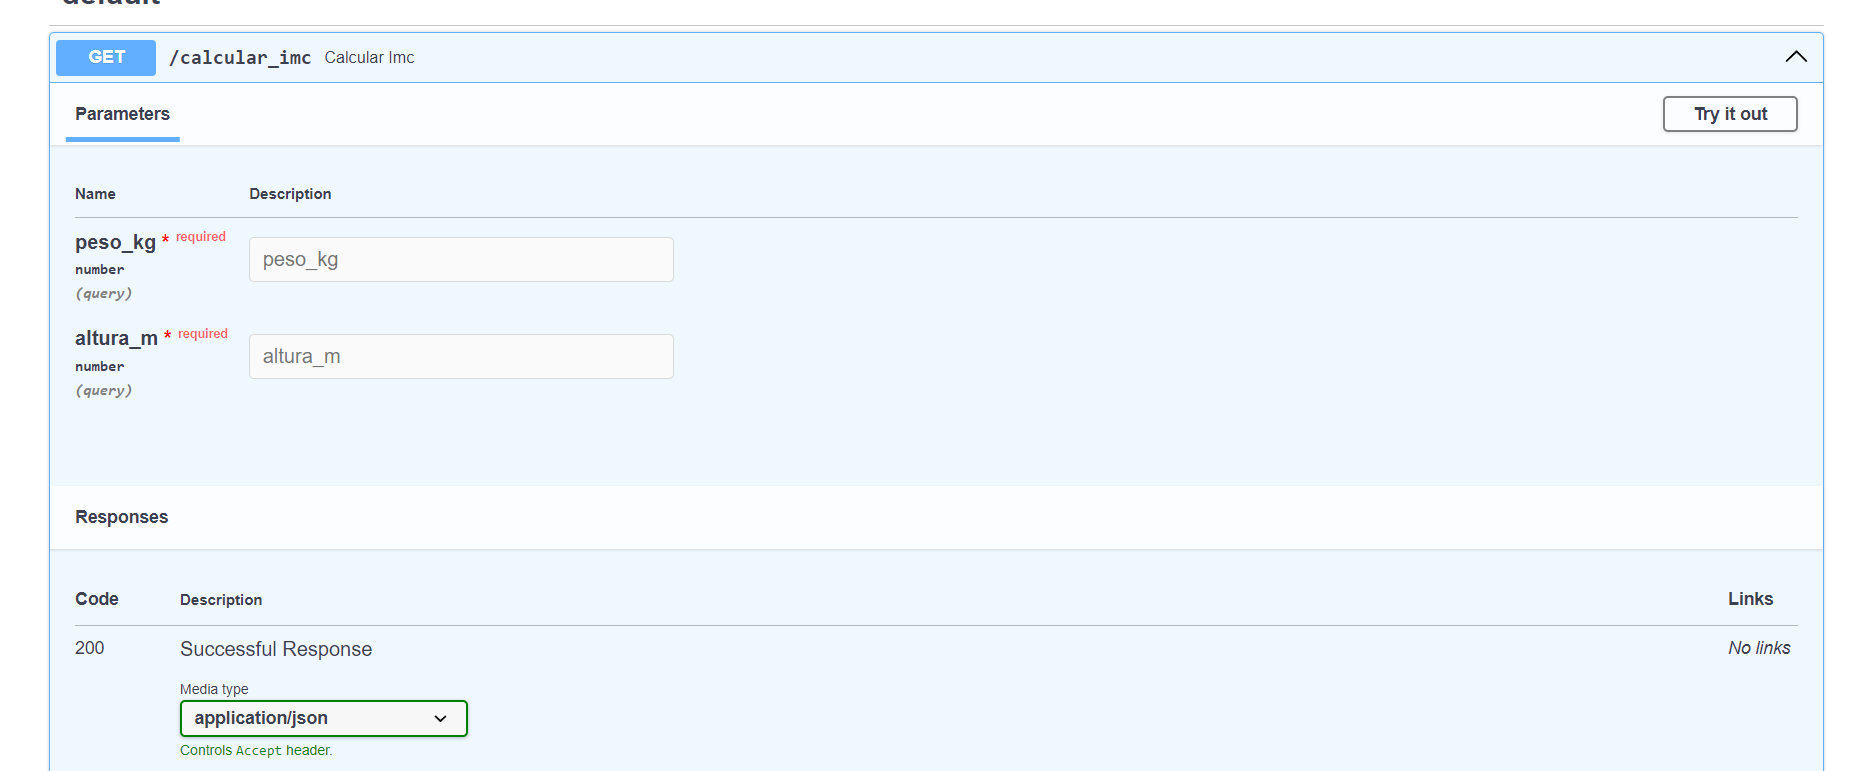 default
GET /calcular_imc Calcular Imc
Parameters
Try it out
Name Description
peso_kg * required
number
(query)
peso_kg
altura_m * required
number
(query)
altura_m
Responses
Code Description Links
200 Successful Response No links
Media type
application/json
Controls Accept header.